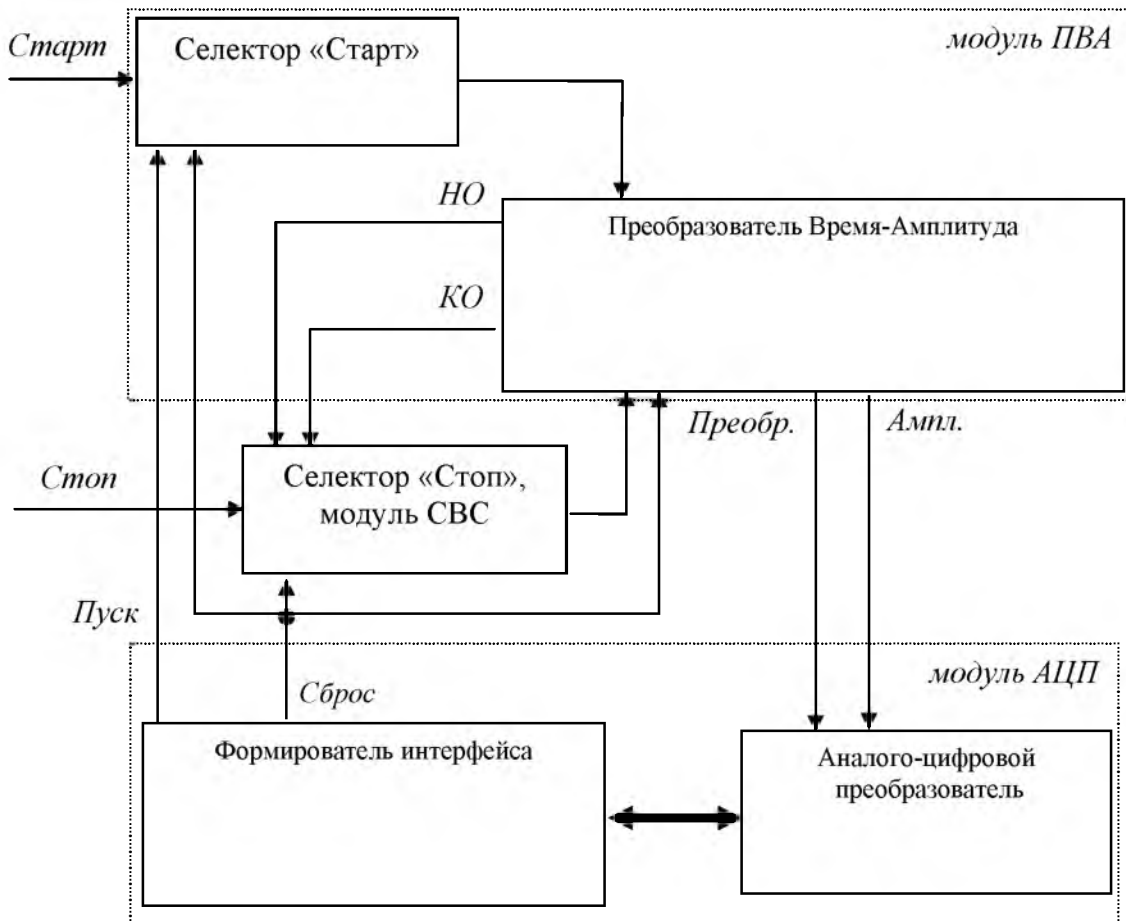 модуль ПВА
Старт
Селектор «Старт»
НО
Преобразователь Время-Амплитуда
КО
Преобр.
Ампл.
Стоп
Селектор «Стоп»,
модуль СВС
Пуск
модуль АЦП
Сброс
Формирователь интерфейса
Аналого-цифровой
преобразователь